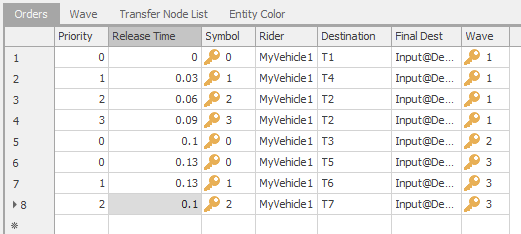 Orders Wave Transfer Node List Entity Color
Priority Release Time Symbol Rider Destination Final Dest Wave
1 0 0 0 MyVehicle1 T1 Input@De... 1
2 1 0.03 1 MyVehicle1 T4 Input@De... 1
3 2 0.06 2 MyVehicle1 T2 Input@De... 1
4 3 0.09 3 MyVehicle1 T2 Input@De... 1
5 0 0.1 0 MyVehicle1 T3 Input@De... 2
6 0 0.13 0 MyVehicle1 T5 Input@De... 3
7 1 0.13 1 MyVehicle1 T6 Input@De... 3
8 2 0.1 2 MyVehicle1 T7 Input@De... 3